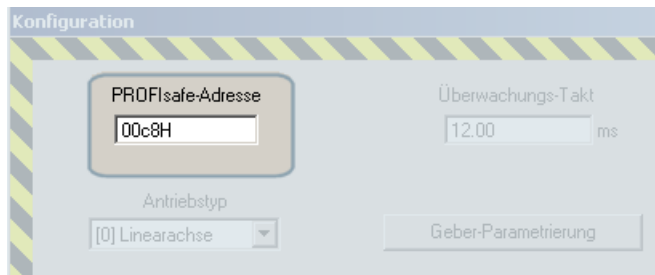 Konfiguration
PROFIsafe-Adresse
Überwachungs-Takt
00c8H
12.00 ms
Antriebstyp
[0] Linearachse
Geber-Parametrierung